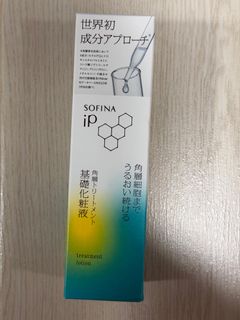 世界初
成分アプローチ
SOFINA
iP
角層細胞まで
うるおい続ける
角層トリートメント
基礎化粧液
treatment
lotion